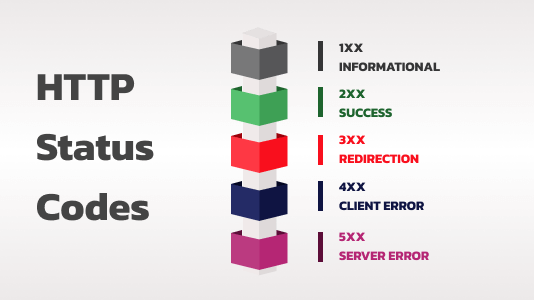 HTTP
Status
Codes
1XX
INFORMATIONAL
2XX
SUCCESS
3XX
REDIRECTION
4XX
CLIENT ERROR
5XX
SERVER ERROR